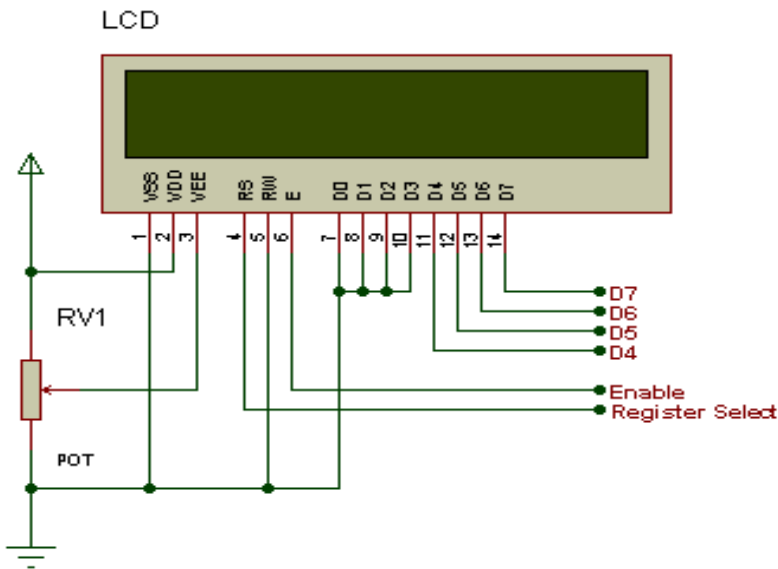 LCD
VSS VDD VEE RS RW E D0 D1 D2 D3 D4 D5 D6 D7
1 2 3 4 5 6 7 8 9 10 11 12 13 14
D7
D6
RV1
D5
D4
Enable
Register Select
POT